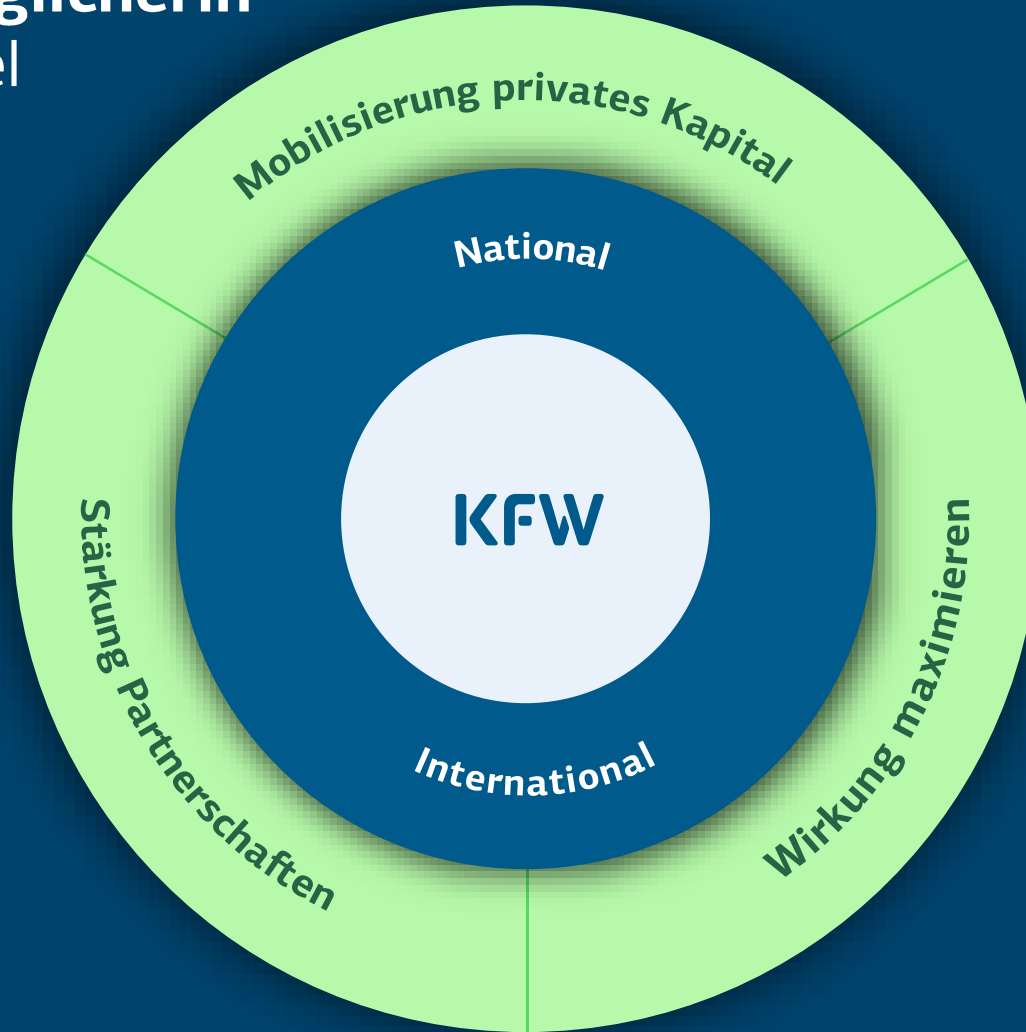 Mobilisierung privates Kapital
National
KFW
International
Stärkung Partnerschaften
Wirkung maximieren